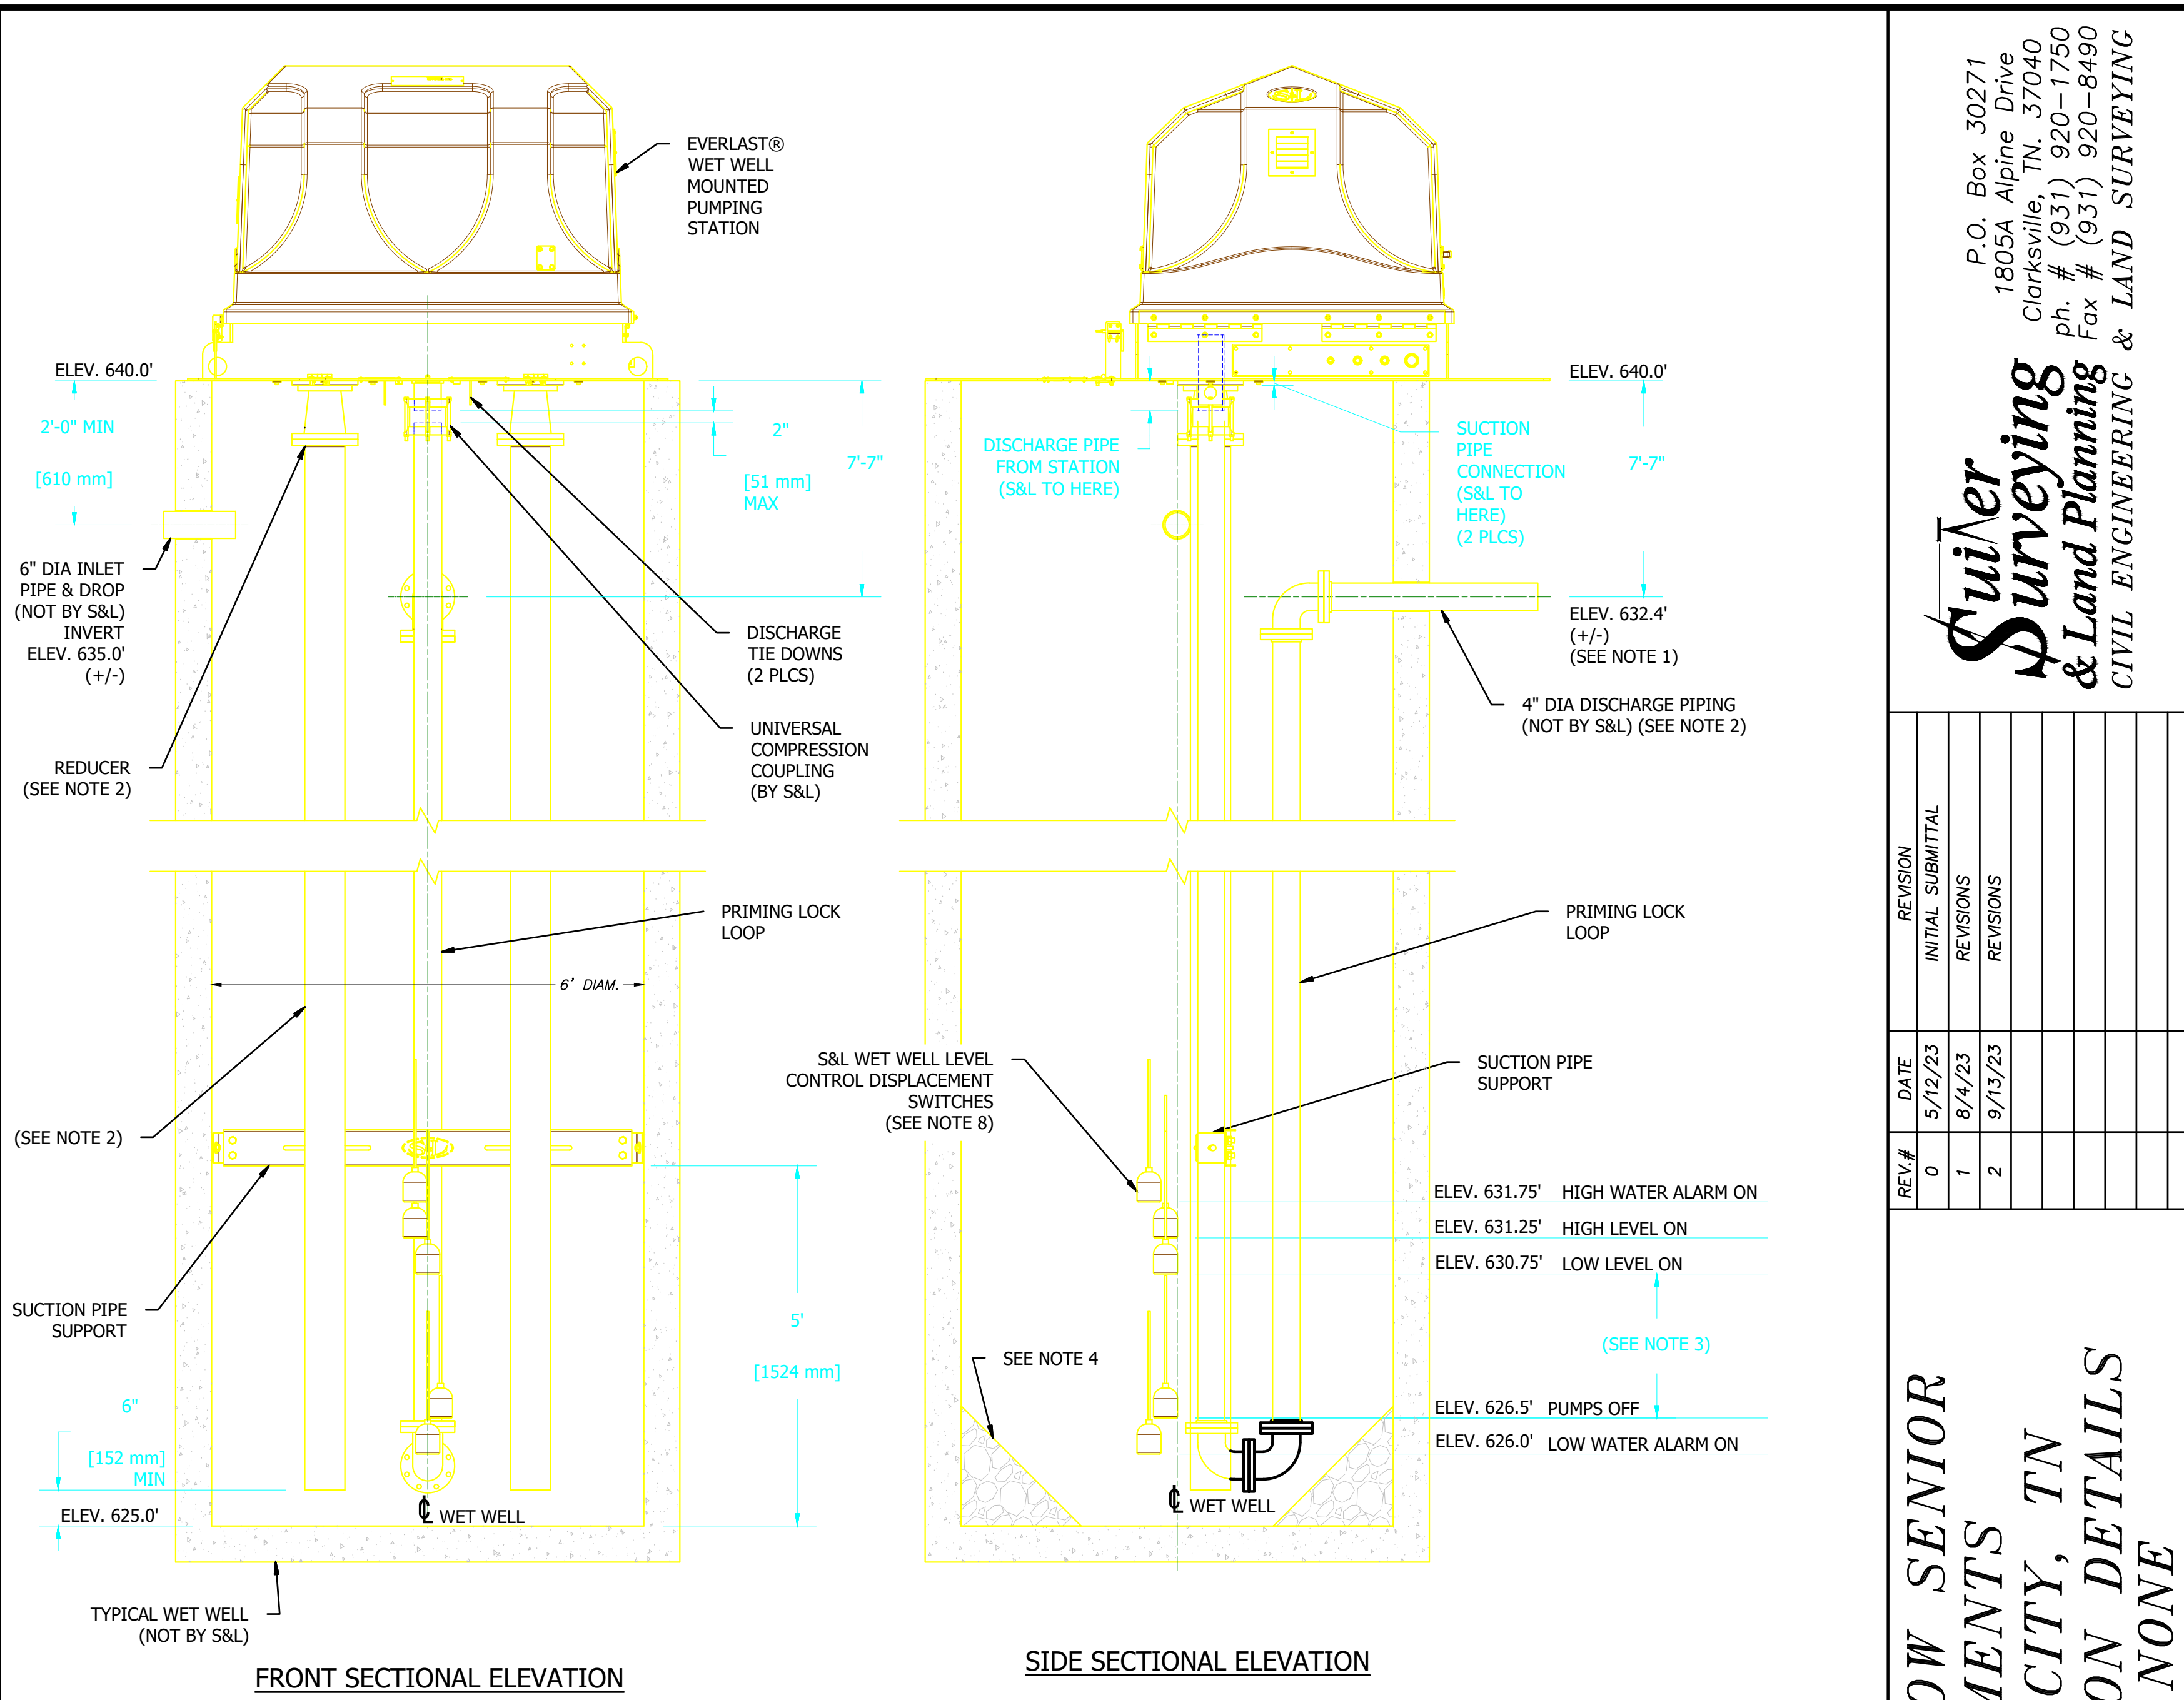 EVERLAST®
WET WELL
MOUNTED
PUMPING
STATION
ELEV. 640.0'
2'-0" MIN
[610 mm]
6" DIA INLET
PIPE & DROP
(NOT BY S&L)
INVERT
ELEV. 635.0'
(+/-)
REDUCER
(SEE NOTE 2)
2"
[51 mm]
MAX
7'-7"
DISCHARGE
TIE DOWNS
(2 PLCS)
UNIVERSAL
COMPRESSION
COUPLING
(BY S&L)
PRIMING LOCK
LOOP
6' DIAM.
(SEE NOTE 2)
SUCTION PIPE
SUPPORT
5'
[1524 mm]
6"
[152 mm]
MIN
ELEV. 625.0'
WET WELL
TYPICAL WET WELL
(NOT BY S&L)
FRONT SECTIONAL ELEVATION
S&L
ELEV. 640.0'
DISCHARGE PIPE
FROM STATION
(S&L TO HERE)
SUCTION
PIPE
CONNECTION
(S&L TO
HERE)
(2 PLCS)
7'-7"
ELEV. 632.4'
(+/-)
(SEE NOTE 1)
4" DIA DISCHARGE PIPING
(NOT BY S&L) (SEE NOTE 2)
PRIMING LOCK
LOOP
S&L WET WELL LEVEL
CONTROL DISPLACEMENT
SWITCHES
(SEE NOTE 8)
SUCTION PIPE
SUPPORT
ELEV. 631.75' HIGH WATER ALARM ON
ELEV. 631.25' HIGH LEVEL ON
ELEV. 630.75' LOW LEVEL ON
(SEE NOTE 3)
SEE NOTE 4
ELEV. 626.5' PUMPS OFF
ELEV. 626.0' LOW WATER ALARM ON
WET WELL
SIDE SECTIONAL ELEVATION
P.O. Box 30271
1805A Alpine Drive
Clarksville, TN. 37040
ph. # (931) 920-1750
Fax # (931) 920-8490
Suiter
Surveying
& Land Planning
CIVIL ENGINEERING & LAND SURVEYING
REV.# DATE REVISION
0 5/12/23 INITIAL SUBMITTAL
1 8/4/23 REVISIONS
2 9/13/23 REVISIONS
OW SENIOR
MENTS
CITY, TN
ON DETAILS
NONE